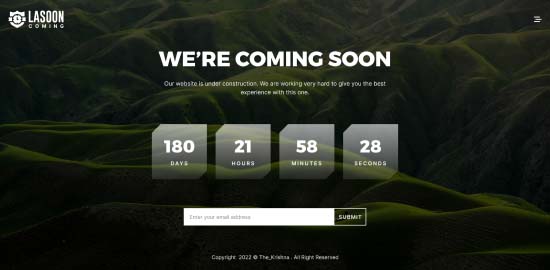 LASOON
COMING
WE'RE COMING SOON
Our website is under construction. We are working very hard to give you the best
experience with this one.
180 21 58 28
DAYS HOURS MINUTES SECONDS
Enter your email address SUBMIT
Copyright 2022 © The_Krishna . All Right Reserved